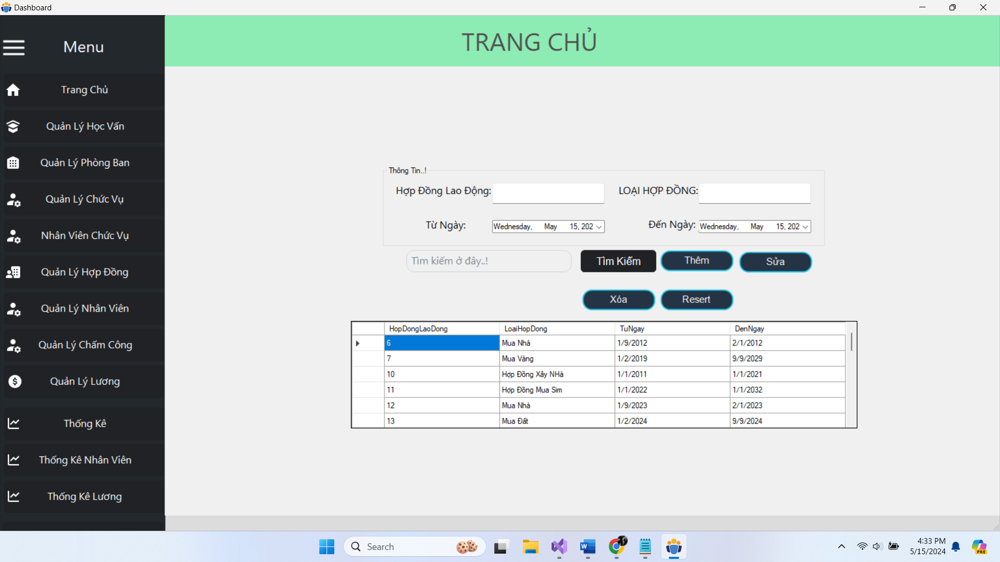 Dashboard
Menu
TRANG CHỦ
Trang Chủ
Quản Lý Học Vấn
Quản Lý Phòng Ban
Quản Lý Chức Vụ
Nhân Viên Chức Vụ
Quản Lý Hợp Đồng
Quản Lý Nhân Viên
Quản Lý Chấm Công
Quản Lý Lương
Thống Kê
Thống Kê Nhân Viên
Thống Kê Lương
Thông Tin..!
Hợp Đồng Lao Động:
LOẠI HỢP ĐỒNG:
Từ Ngày: Wednesday, May 15, 202
Đến Ngày: Wednesday, May 15, 202
Tìm kiếm ở đây..!
Tìm Kiếm
Thêm
Sửa
Xóa
Resert
HopDongLaoDong LoaiHopDong TuNgay DenNgay
6 Mua Nhà 1/9/2012 2/1/2012
7 Mua Vàng 1/2/2019 9/9/2029
10 Hợp Đồng Xây NHà 1/1/2011 1/1/2021
11 Hợp Đồng Mua Sim 1/1/2022 1/1/2032
12 Mua Nhà 1/9/2023 2/1/2023
13 Mua Đất 1/2/2024 9/9/2024
Search
4:33 PM
5/15/2024
PRE